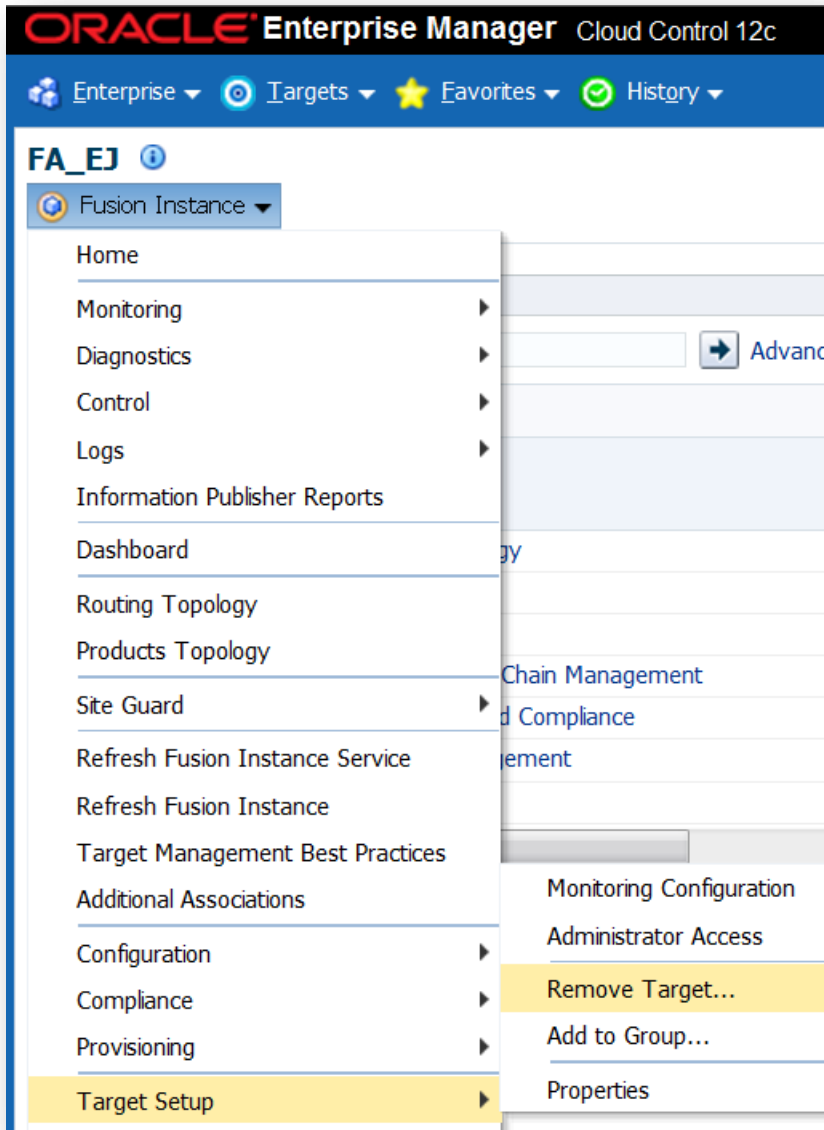 ORACLE Enterprise Manager Cloud Control 12c
Enterprise Targets Favorites History
FA_EJ
Fusion Instance
Home
Monitoring
Diagnostics
Advanc
Control
Logs
Information Publisher Reports
Dashboard
gy
Routing Topology
Products Topology
Chain Management
Site Guard
d Compliance
Refresh Fusion Instance Service
ement
Refresh Fusion Instance
Target Management Best Practices
Additional Associations
Monitoring Configuration
Administrator Access
Configuration
Remove Target...
Compliance
Add to Group...
Provisioning
Properties
Target Setup